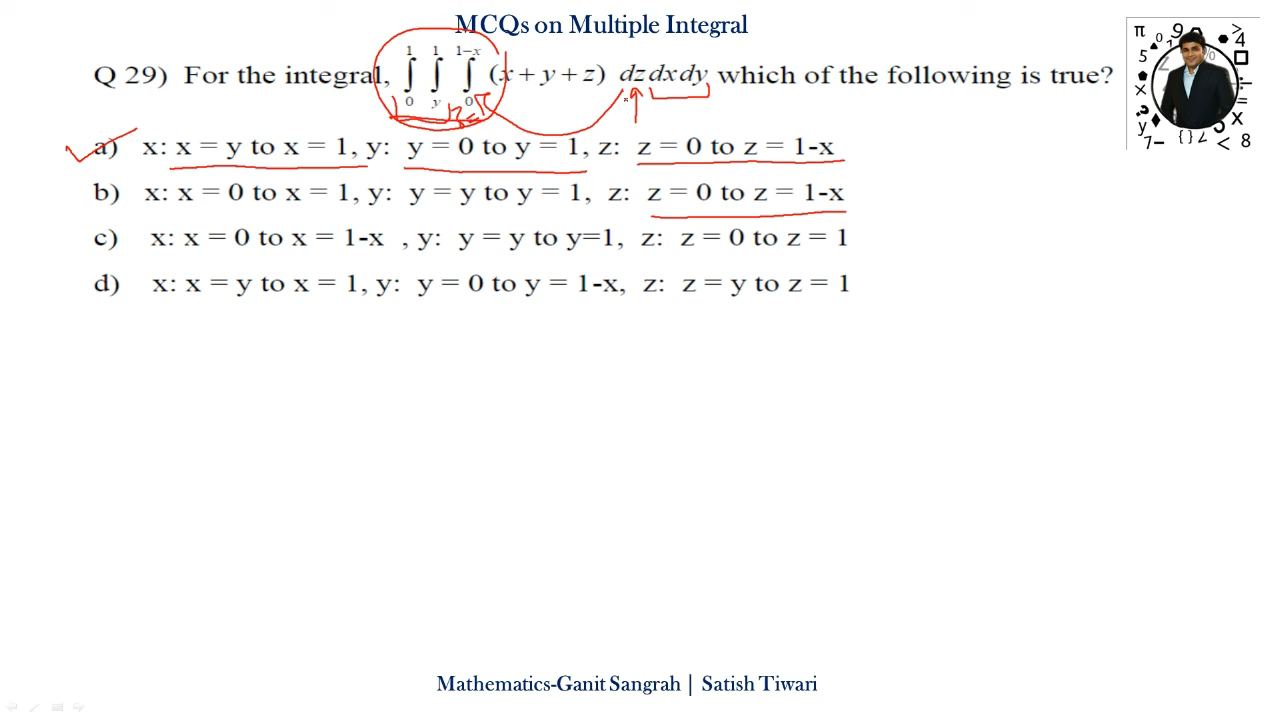 MCQs on Multiple Integral
Q 29) For the integral, ∫₀¹ ∫ᵧ¹ ∫₀¹⁻ˣ (x + y + z) dz dx dy which of the following is true?
a) x: x = y to x = 1, y: y = 0 to y = 1, z: z = 0 to z = 1-x
b) x: x = 0 to x = 1, y: y = y to y = 1, z: z = 0 to z = 1-x
c) x: x = 0 to x = 1-x , y: y = y to y=1, z: z = 0 to z = 1
d) x: x = y to x = 1, y: y = 0 to y = 1-x, z: z = y to z = 1
Mathematics-Ganit Sangrah | Satish Tiwari